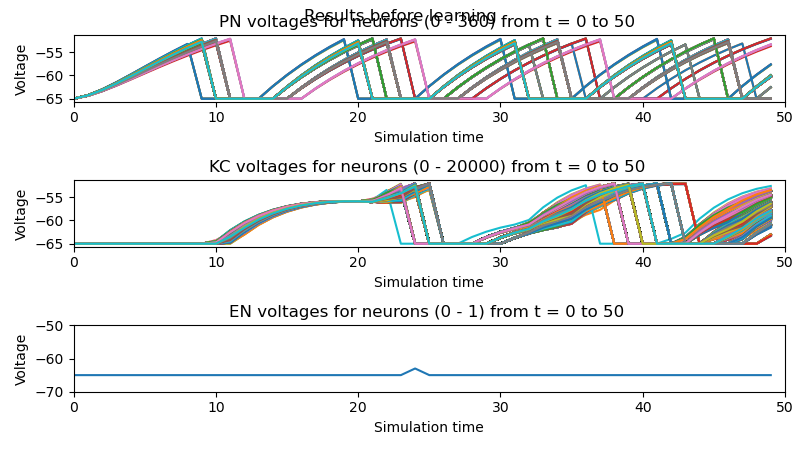 Results before learning
PN voltages for neurons (0 - 360) from t = 0 to 50
Voltage
−55
−60
−65
0 10 20 30 40 50
Simulation time
KC voltages for neurons (0 - 20000) from t = 0 to 50
Voltage
−55
−60
−65
0 10 20 30 40 50
Simulation time
EN voltages for neurons (0 - 1) from t = 0 to 50
Voltage
−50
−60
−70
0 10 20 30 40 50
Simulation time